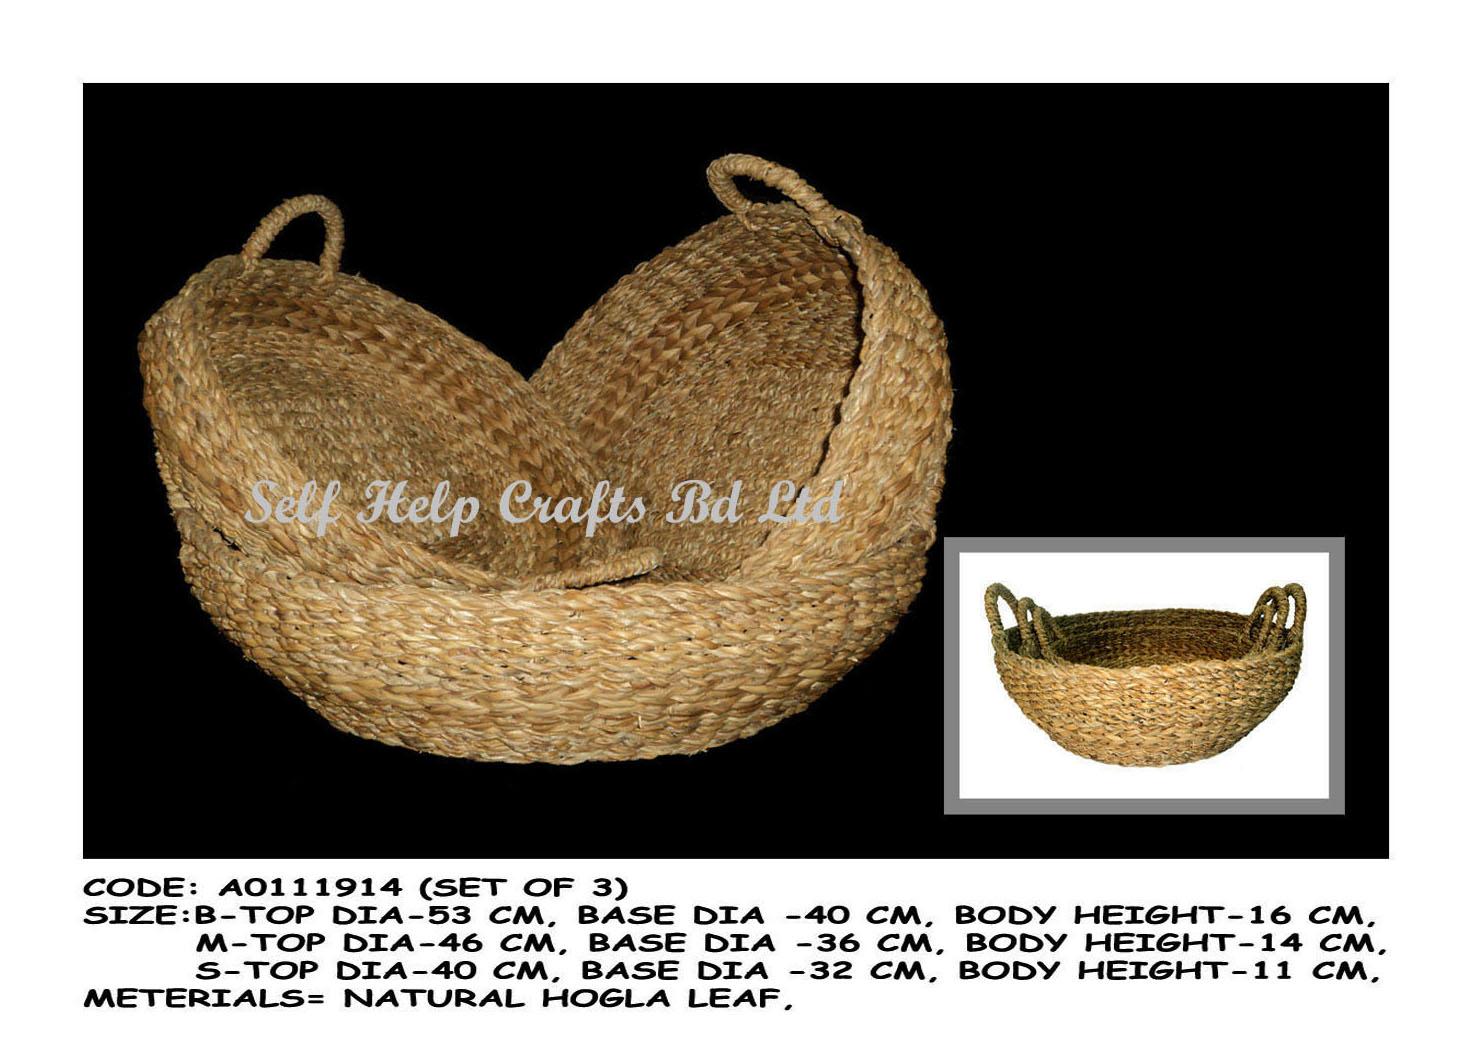 Self Help Crafts Bd Ltd
CODE: A0111914 (SET OF 3)
SIZE:B-TOP DIA-53 CM, BASE DIA -40 CM, BODY HEIGHT-16 CM,
M-TOP DIA-46 CM, BASE DIA -36 CM, BODY HEIGHT-14 CM,
S-TOP DIA-40 CM, BASE DIA -32 CM, BODY HEIGHT-11 CM,
METERIALS= NATURAL HOGLA LEAF,